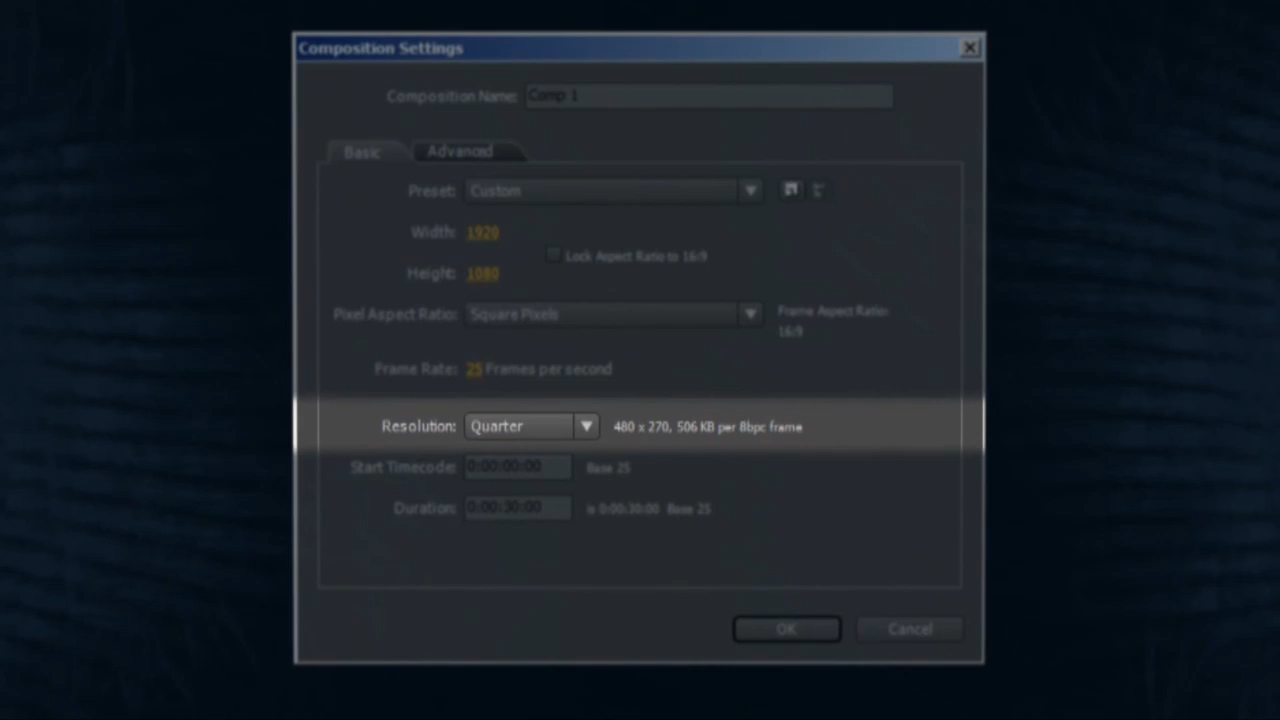 Composition Settings
Composition Name: Comp 1
Basic Advanced
Preset: Custom
Width: 1920
Lock Aspect Ratio to 16:9
Height: 1080
Pixel Aspect Ratio: Square Pixels Frame Aspect Ratio:
16:9
Frame Rate: 25 Frames per second
Resolution: Quarter 480 x 270, 506 KB per 8bpc frame
Start Timecode: 0:00:00:00 Base 25
Duration: 0:00:30:00 is 0:00:30:00 Base 25
OK Cancel